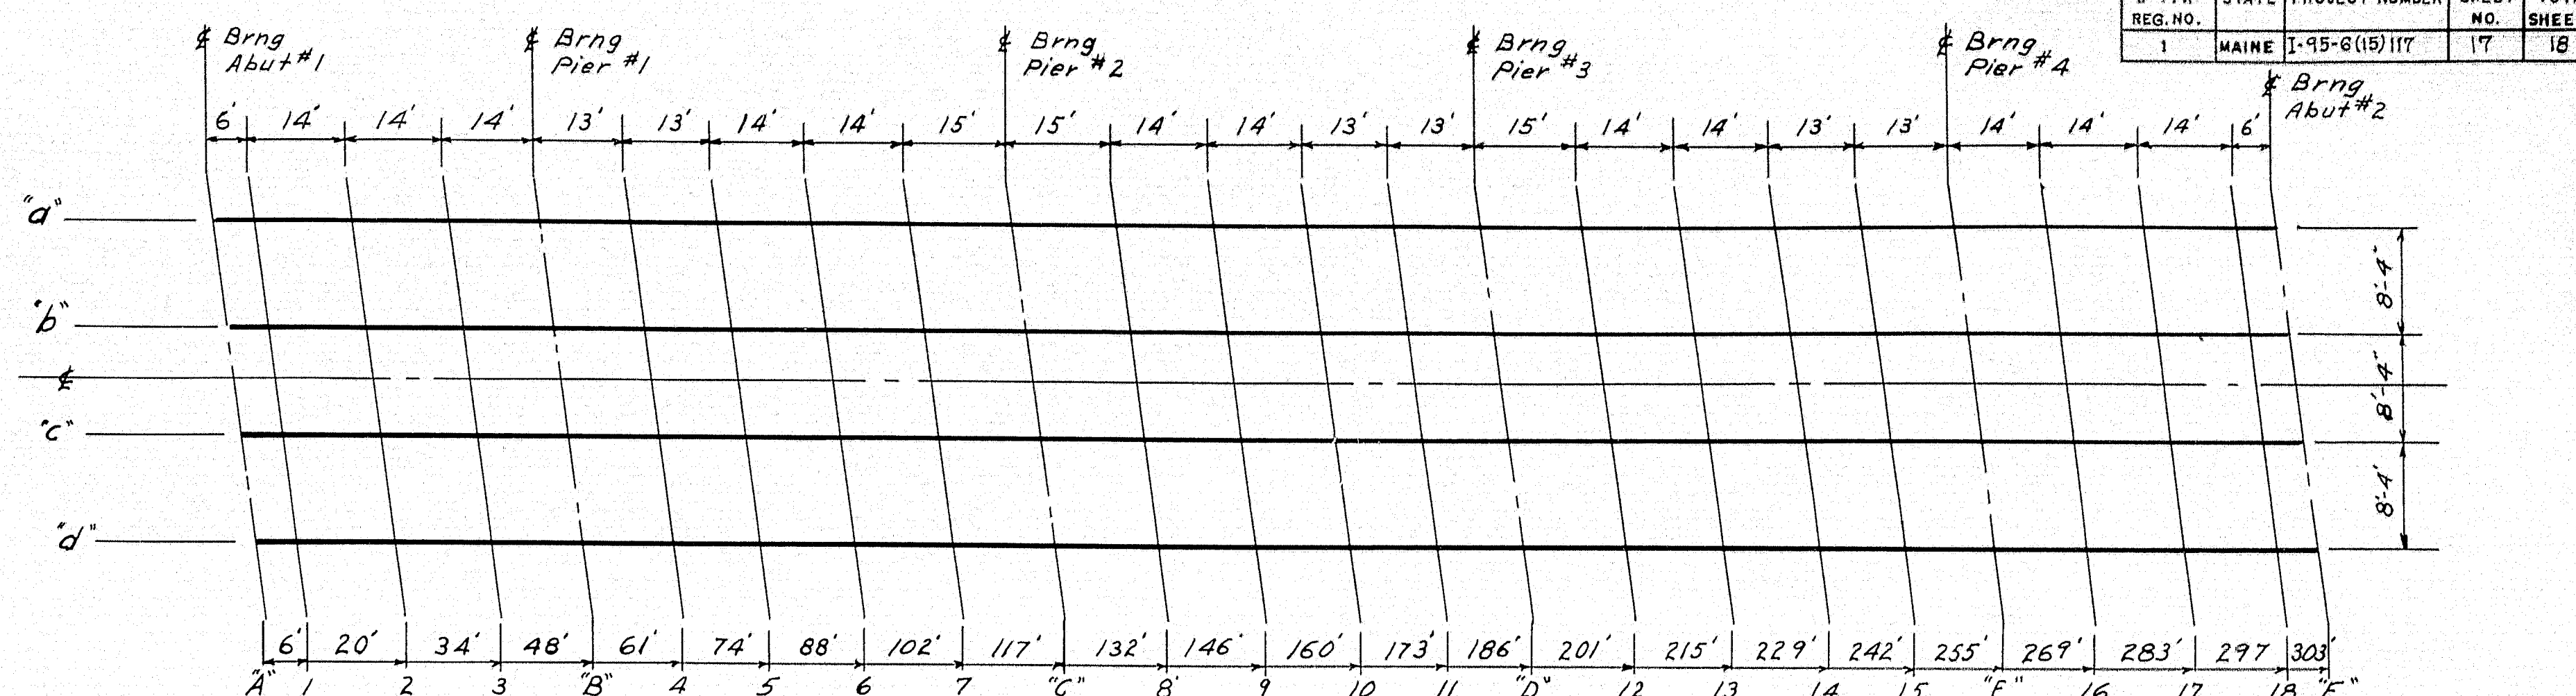 STATE PROJECT NUMBER
REG. NO. NO. SHEE
1 MAINE I-95-6(15)117 17 18
℄ Brng Abut #1
℄ Brng Pier #1
℄ Brng Pier #2
℄ Brng Pier #3
℄ Brng Pier #4
℄ Brng Abut #2
6' 14' 14' 14' 13' 13' 14' 14' 15' 15' 14' 14' 13' 13' 15' 14' 14' 13' 13' 14' 14' 14' 6'
"a"
8'-4"
"b"
℄
8'-4"
"c"
8'-4'
"d"
6' 20' 34' 48' 61' 74' 88' 102' 117' 132' 146' 160' 173' 186' 201' 215' 229' 242' 255' 269' 283' 297 303'
"A" 1 2 3 "B" 4 5 6 7 "C" 8 9 10 11 "D" 12 13 14 15 "E" 16 17 18 "F"